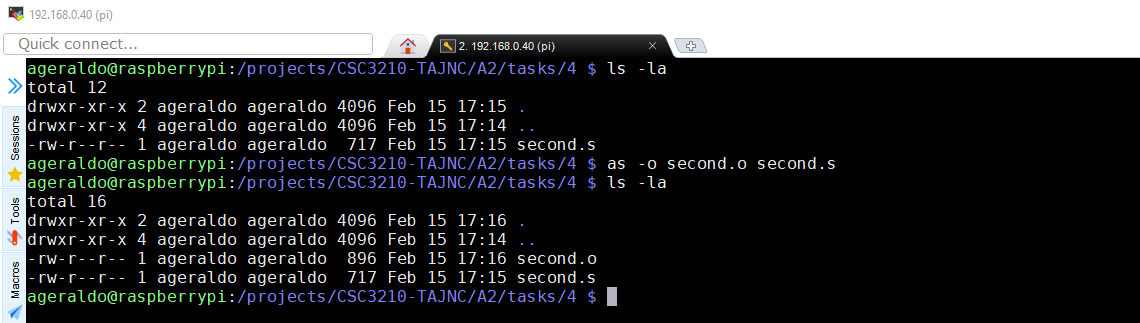 192.168.0.40 (pi)
Quick connect...
2. 192.168.0.40 (pi)
Sessions
Tools
Macros
ageraldo@raspberrypi:/projects/CSC3210-TAJNC/A2/tasks/4 $ ls -la
total 12
drwxr-xr-x 2 ageraldo ageraldo 4096 Feb 15 17:15 .
drwxr-xr-x 4 ageraldo ageraldo 4096 Feb 15 17:14 ..
-rw-r--r-- 1 ageraldo ageraldo  717 Feb 15 17:15 second.s
ageraldo@raspberrypi:/projects/CSC3210-TAJNC/A2/tasks/4 $ as -o second.o second.s
ageraldo@raspberrypi:/projects/CSC3210-TAJNC/A2/tasks/4 $ ls -la
total 16
drwxr-xr-x 2 ageraldo ageraldo 4096 Feb 15 17:16 .
drwxr-xr-x 4 ageraldo ageraldo 4096 Feb 15 17:14 ..
-rw-r--r-- 1 ageraldo ageraldo  896 Feb 15 17:16 second.o
-rw-r--r-- 1 ageraldo ageraldo  717 Feb 15 17:15 second.s
ageraldo@raspberrypi:/projects/CSC3210-TAJNC/A2/tasks/4 $